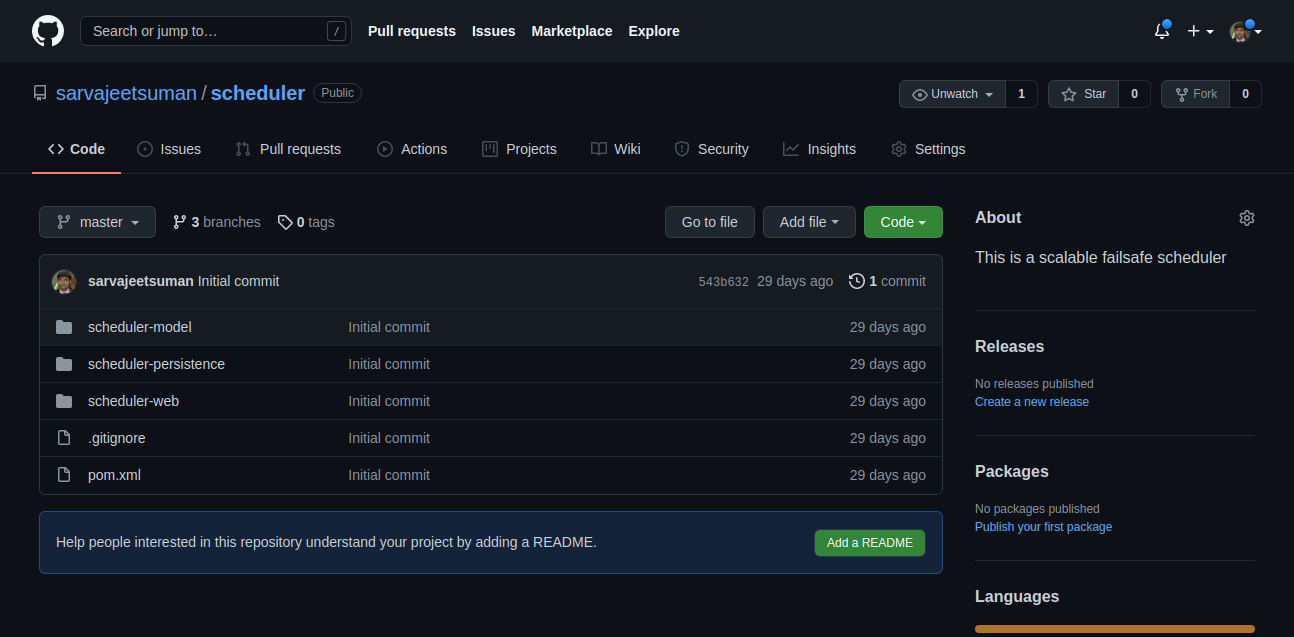 Search or jump to… / Pull requests Issues Marketplace Explore
sarvajeetsuman / scheduler Public Unwatch 1 Star 0 Fork 0
Code Issues Pull requests Actions Projects Wiki Security Insights Settings
master 3 branches 0 tags Go to file Add file Code
sarvajeetsuman Initial commit 543b632 29 days ago 1 commit
scheduler-model Initial commit 29 days ago
scheduler-persistence Initial commit 29 days ago
scheduler-web Initial commit 29 days ago
.gitignore Initial commit 29 days ago
pom.xml Initial commit 29 days ago
Help people interested in this repository understand your project by adding a README. Add a README
About
This is a scalable failsafe scheduler
Releases
No releases published
Create a new release
Packages
No packages published
Publish your first package
Languages